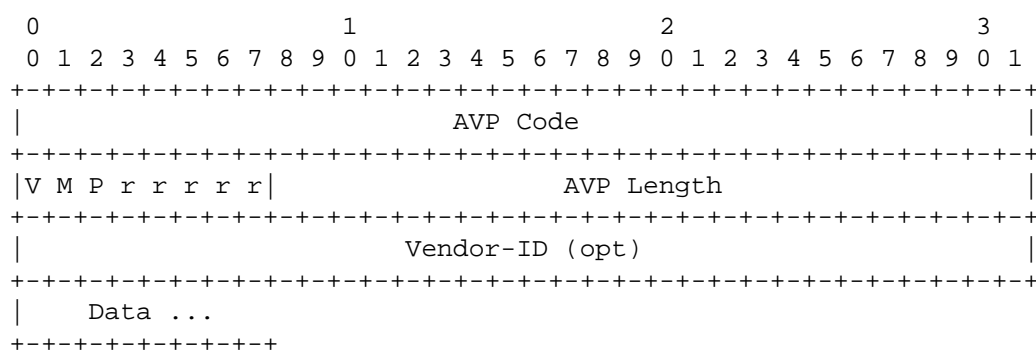 0                   1                   2                   3
 0 1 2 3 4 5 6 7 8 9 0 1 2 3 4 5 6 7 8 9 0 1 2 3 4 5 6 7 8 9 0 1
+-+-+-+-+-+-+-+-+-+-+-+-+-+-+-+-+-+-+-+-+-+-+-+-+-+-+-+-+-+-+-+-+
|                           AVP Code                            |
+-+-+-+-+-+-+-+-+-+-+-+-+-+-+-+-+-+-+-+-+-+-+-+-+-+-+-+-+-+-+-+-+
|V M P r r r r r|                  AVP Length                   |
+-+-+-+-+-+-+-+-+-+-+-+-+-+-+-+-+-+-+-+-+-+-+-+-+-+-+-+-+-+-+-+-+
|                        Vendor-ID (opt)                        |
+-+-+-+-+-+-+-+-+-+-+-+-+-+-+-+-+-+-+-+-+-+-+-+-+-+-+-+-+-+-+-+-+
|    Data ...
+-+-+-+-+-+-+-+-+